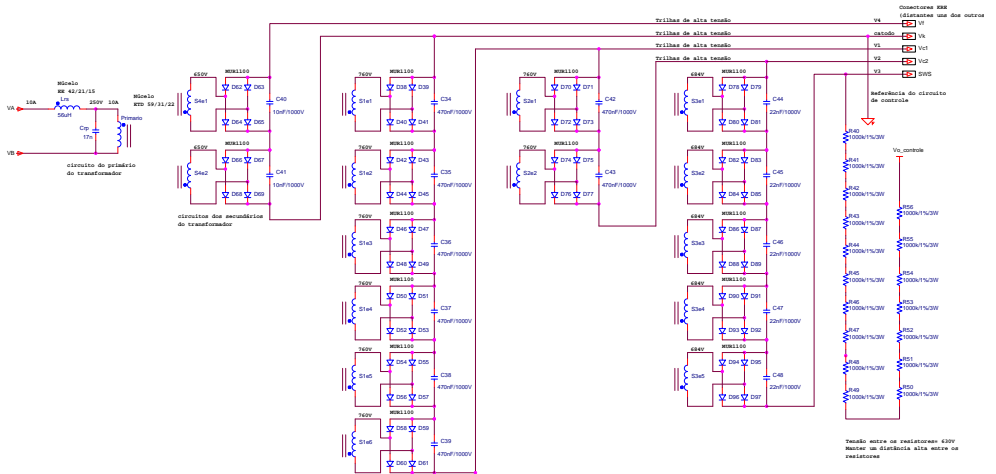 Conectores KRE
(distantes uns dos outros
Trilhas de alta tensão
V4
Vf
Trilhas de alta tensão
catodo
Vk
Trilhas de alta tensão
V1
Vc1
Trilhas de alta tensão
V2
Vc2
V3
SWS
Referência do circuito
de controle
Núcelo
EE 42/21/15
Lrs
56uH
VA
10A
250V 10A
Núcelo
ETD 59/31/22
Primario
Crp
17n
VB
circuito do primário
do transformador
650V
MUR1100
S4e1
D62
D63
D64
D65
C40
10nF/1000V
650V
MUR1100
S4e2
D66
D67
D68
D69
C41
10nF/1000V
circuitos dos secundários
do transformador
760V
MUR1100
S1e1
D38
D39
D40
D41
C34
470nF/1000V
760V
MUR1100
S1e2
D42
D43
D44
D45
C35
470nF/1000V
760V
MUR1100
S1e3
D46
D47
D48
D49
C36
470nF/1000V
760V
MUR1100
S1e4
D50
D51
D52
D53
C37
470nF/1000V
760V
MUR1100
S1e5
D54
D55
D56
D57
C38
470nF/1000V
760V
MUR1100
S1e6
D58
D59
D60
D61
C39
470nF/1000V
760V
MUR1100
S2e1
D70
D71
D72
D73
C42
470nF/1000V
760V
MUR1100
S2e2
D74
D75
D76
D77
C43
470nF/1000V
684V
MUR1100
S3e1
D78
D79
D80
D81
C44
22nF/1000V
684V
MUR1100
S3e2
D82
D83
D84
D85
C45
22nF/1000V
684V
MUR1100
S3e3
D86
D87
D88
D89
C46
22nF/1000V
684V
MUR1100
S3e4
D90
D91
D93
D92
C47
22nF/1000V
684V
MUR1100
S3e5
D94
D95
D96
D97
C48
22nF/1000V
R40
1000k/1%/3W
R41
1000k/1%/3W
R42
1000k/1%/3W
R43
1000k/1%/3W
R44
1000k/1%/3W
R45
1000k/1%/3W
R46
1000k/1%/3W
R47
1000k/1%/3W
R48
1000k/1%/3W
R49
1000k/1%/3W
Vo_controle
R56
1000k/1%/3W
R55
1000k/1%/3W
R54
1000k/1%/3W
R53
1000k/1%/3W
R52
1000k/1%/3W
R51
1000k/1%/3W
R50
1000k/1%/3W
Tensão entre os resistores= 630V
Manter um distância alta entre os
resistores